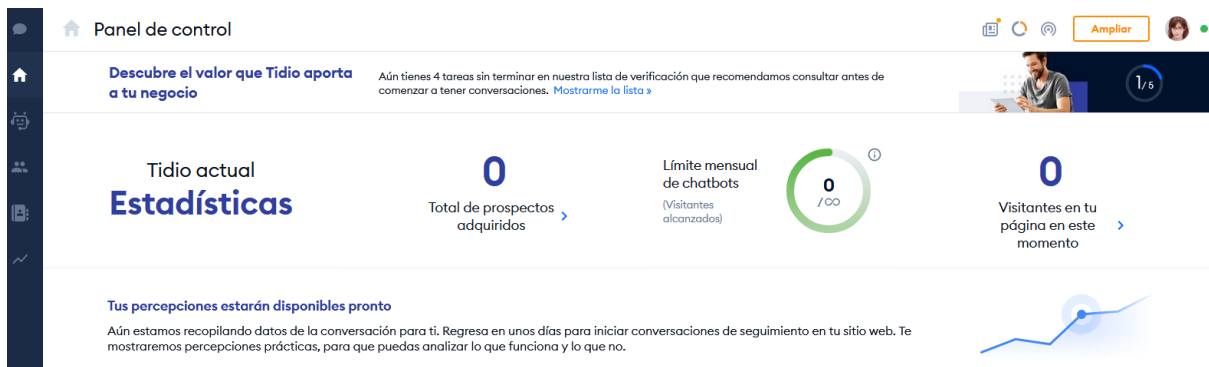 Panel de control
Ampliar
Descubre el valor que Tidio aporta
a tu negocio
Aún tienes 4 tareas sin terminar en nuestra lista de verificación que recomendamos consultar antes de
comenzar a tener conversaciones. Mostrarme la lista »
1/5
Tidio actual
Estadísticas
0
Total de prospectos
adquiridos
Límite mensual
de chatbots
(Visitantes
alcanzados)
0
/∞
0
Visitantes en tu
página en este
momento
Tus percepciones estarán disponibles pronto
Aún estamos recopilando datos de la conversación para ti. Regresa en unos días para iniciar conversaciones de seguimiento en tu sitio web. Te
mostraremos percepciones prácticas, para que puedas analizar lo que funciona y lo que no.